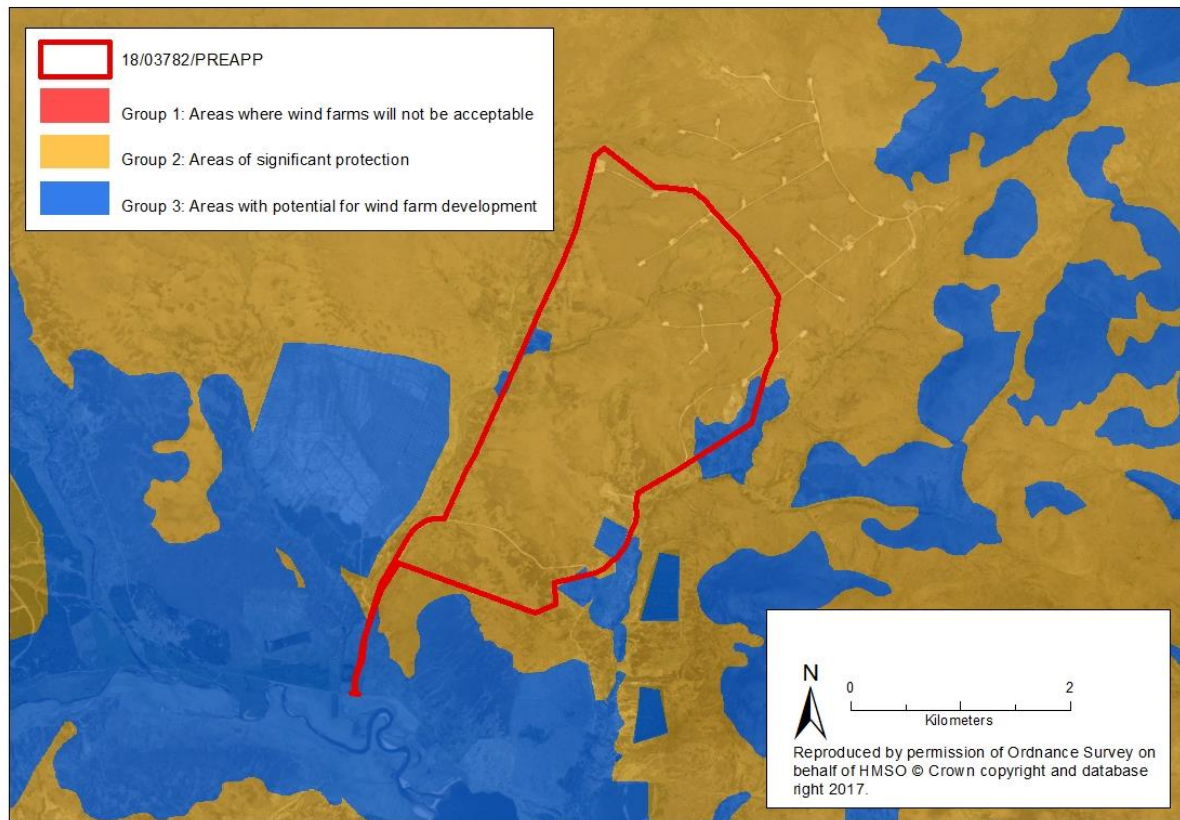 18/03782/PREAPP
Group 1: Areas where wind farms will not be acceptable
Group 2: Areas of significant protection
Group 3: Areas with potential for wind farm development
N
0 2
Kilometers
Reproduced by permission of Ordnance Survey on
behalf of HMSO © Crown copyright and database
right 2017.